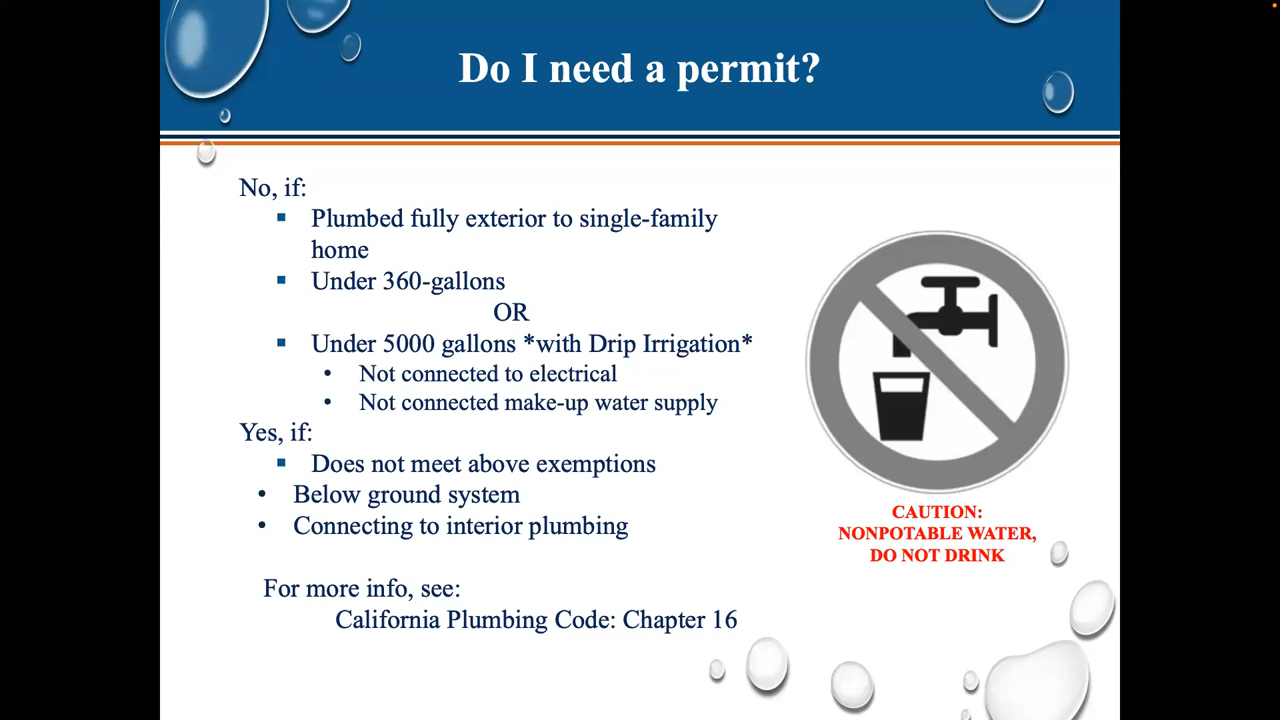 Do I need a permit?
No, if:
▪ Plumbed fully exterior to single-family
home
▪ Under 360-gallons
OR
▪ Under 5000 gallons *with Drip Irrigation*
• Not connected to electrical
• Not connected make-up water supply
Yes, if:
▪ Does not meet above exemptions
• Below ground system
• Connecting to interior plumbing
For more info, see:
California Plumbing Code: Chapter 16
CAUTION:
NONPOTABLE WATER,
DO NOT DRINK